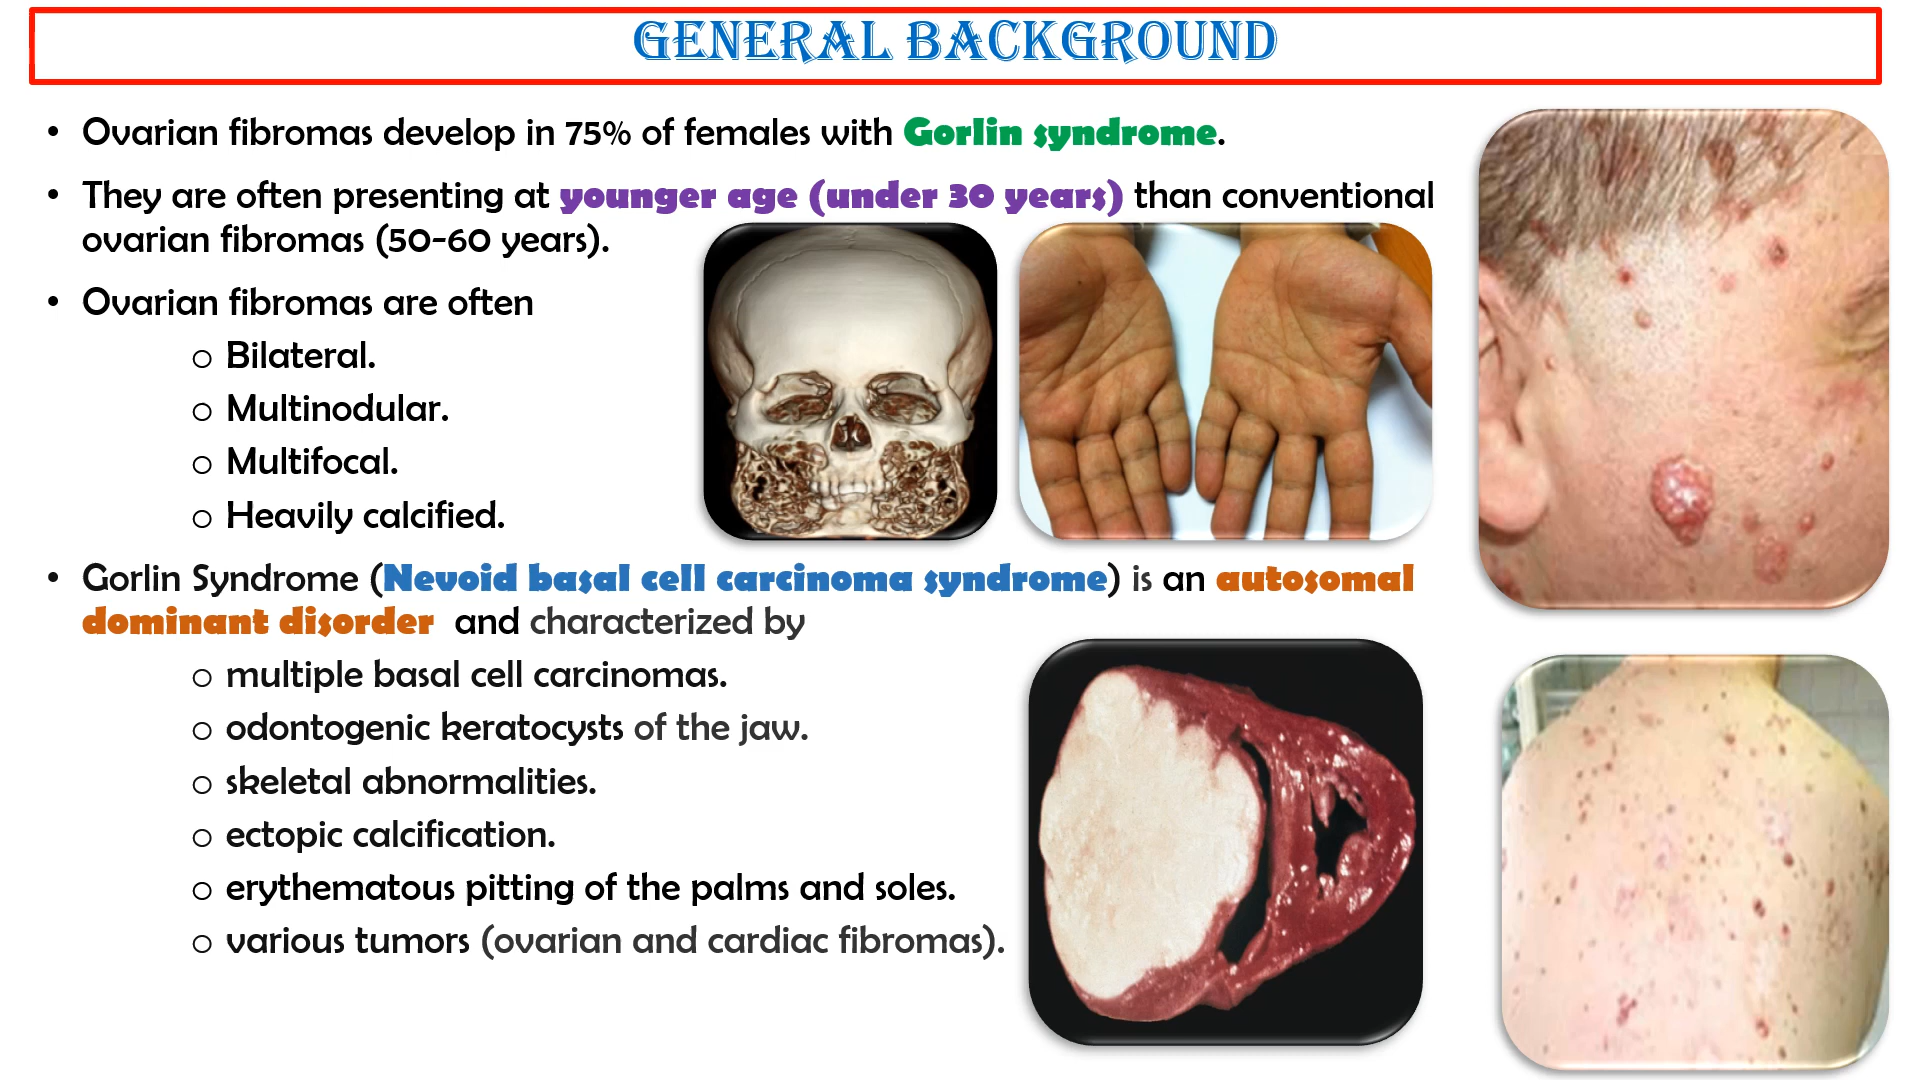 GENERAL BACKGROUND
• Ovarian fibromas develop in 75% of females with Gorlin syndrome.
• They are often presenting at younger age (under 30 years) than conventional
ovarian fibromas (50-60 years).
• Ovarian fibromas are often
o Bilateral.
o Multinodular.
o Multifocal.
o Heavily calcified.
• Gorlin Syndrome (Nevoid basal cell carcinoma syndrome) is an autosomal
dominant disorder and characterized by
o multiple basal cell carcinomas.
o odontogenic keratocysts of the jaw.
o skeletal abnormalities.
o ectopic calcification.
o erythematous pitting of the palms and soles.
o various tumors (ovarian and cardiac fibromas).